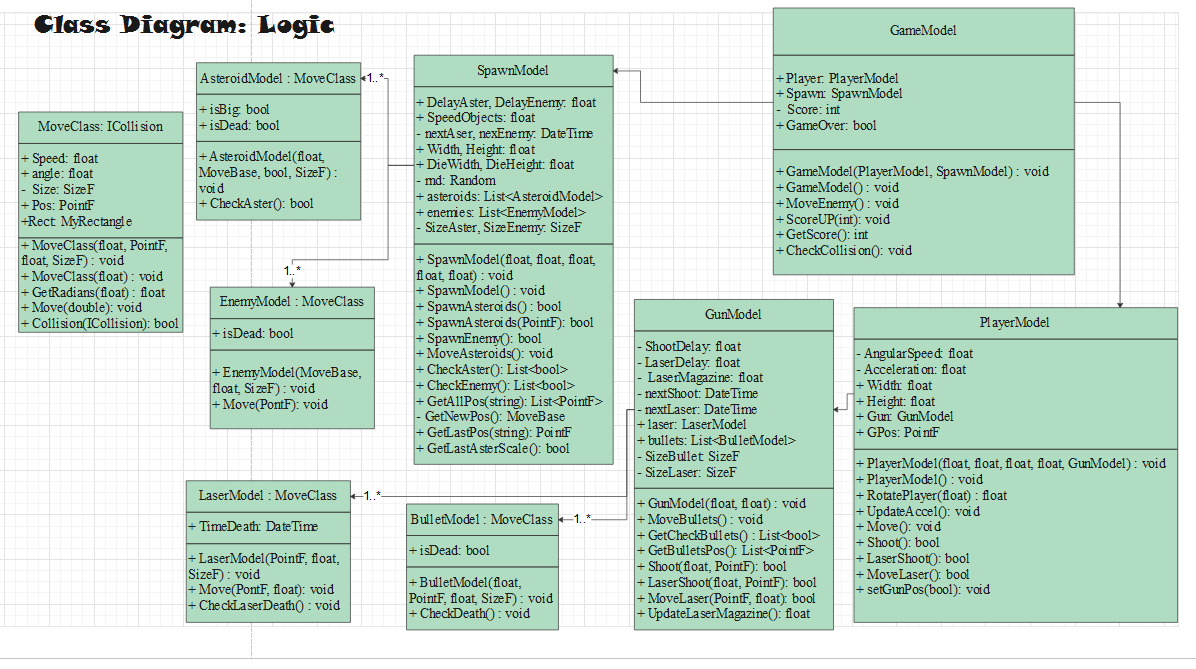 Class Diagram: Logic
MoveClass: ICollision
+ Speed: float
+ angle: float
- Size: SizeF
+ Pos: PointF
+Rect: MyRectangle
+ MoveClass(float, PointF,
float, SizeF) : void
+ MoveClass(float) : void
+ GetRadians(float) : float
+ Move(double): void
+ Collision(ICollision): bool
AsteroidModel : MoveClass
+ isBig: bool
+ isDead: bool
+ AsteroidModel(float,
MoveBase, bool, SizeF) :
void
+ CheckAster(): bool
1..*
1..*
EnemyModel : MoveClass
+ isDead: bool
+ EnemyModel(MoveBase,
float, SizeF) : void
+ Move(PontF): void
SpawnModel
+ DelayAster, DelayEnemy: float
+ SpeedObjects: float
- nextAser, nexEnemy: DateTime
+ Width, Height: float
+ DieWidth, DieHeight: float
- rnd: Random
+ asteroids: List<AsteroidModel>
+ enemies: List<EnemyModel>
- SizeAster, SizeEnemy: SizeF
+ SpawnModel(float, float, float,
float, float) : void
+ SpawnModel() : void
+ SpawnAsteroids() : bool
+ SpawnAsteroids(PointF): bool
+ SpawnEnemy(): bool
+ MoveAsteroids(): void
+ CheckAster(): List<bool>
+ CheckEnemy(): List<bool>
+ GetAllPos(string): List<PointF>
- GetNewPos(): MoveBase
+ GetLastPos(string): PointF
+ GetLastAsterScale(): bool
GameModel
+ Player: PlayerModel
+ Spawn: SpawnModel
- Score: int
+ GameOver: bool
+ GameModel(PlayerModel, SpawnModel) : void
+ GameModel() : void
+ MoveEnemy() : void
+ ScoreUP(int): void
+ GetScore(): int
+ CheckCollision(): void
GunModel
- ShootDelay: float
- LaserDelay: float
- LaserMagazine: float
- nextShoot: DateTime
- nextLaser: DateTime
+ laser: LaserModel
+ bullets: List<BulletModel>
- SizeBullet: SizeF
- SizeLaser: SizeF
+ GunModel(float, float) : void
+ MoveBullets() : void
+ GetCheckBullets() : List<bool>
+ GetBulletsPos(): List<PointF>
+ Shoot(float, PointF): bool
+ LaserShoot(float, PointF): bool
+ MoveLaser(PointF, float): bool
+ UpdateLaserMagazine(): float
PlayerModel
- AngularSpeed: float
- Acceleration: float
+ Width: float
+ Height: float
+ Gun: GunModel
+ GPos: PointF
+ PlayerModel(float, float, float, float, GunModel) : void
+ PlayerModel() : void
+ RotatePlayer(float) : float
+ UpdateAccel(): void
+ Move(): void
+ Shoot(): bool
+ LaserShoot(): bool
+ MoveLaser(): bool
+ setGunPos(bool): void
LaserModel : MoveClass
+ TimeDeath: DateTime
+ LaserModel(PointF, float,
SizeF) : void
+ Move(PontF, float): void
+ CheckLaserDeath() : void
1..*
BulletModel : MoveClass
+ isDead: bool
+ BulletModel(float,
PointF, float, SizeF) : void
+ CheckDeath() : void
1..*